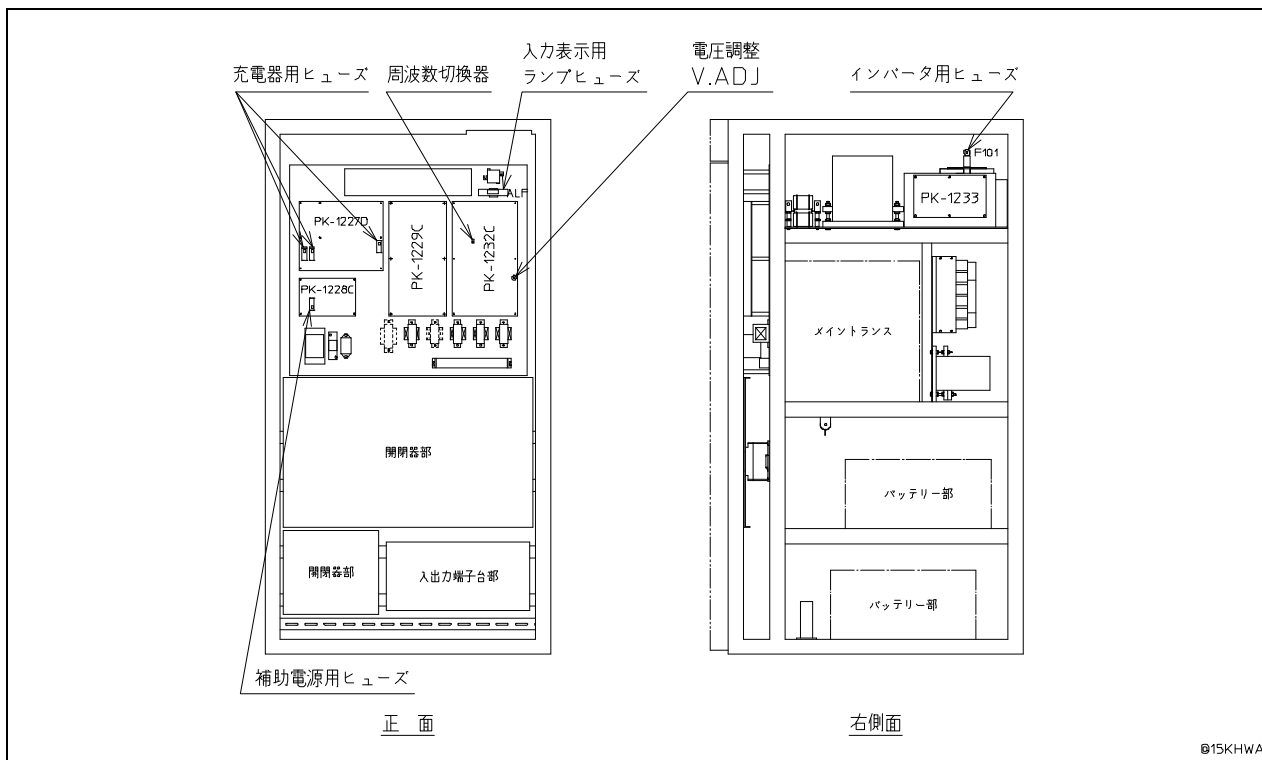 充電器用ヒューズ
周波数切換器
入力表示用
ランプヒューズ
電圧調整
V.ADJ
インバータ用ヒューズ
ALF
PK-1227D
PK-1229C
PK-1232C
PK-1228C
開閉器部
開閉器部
入出力端子台部
補助電源用ヒューズ
正 面
F101
PK-1233
メイントランス
バッテリー部
バッテリー部
右側面
@15KHWA